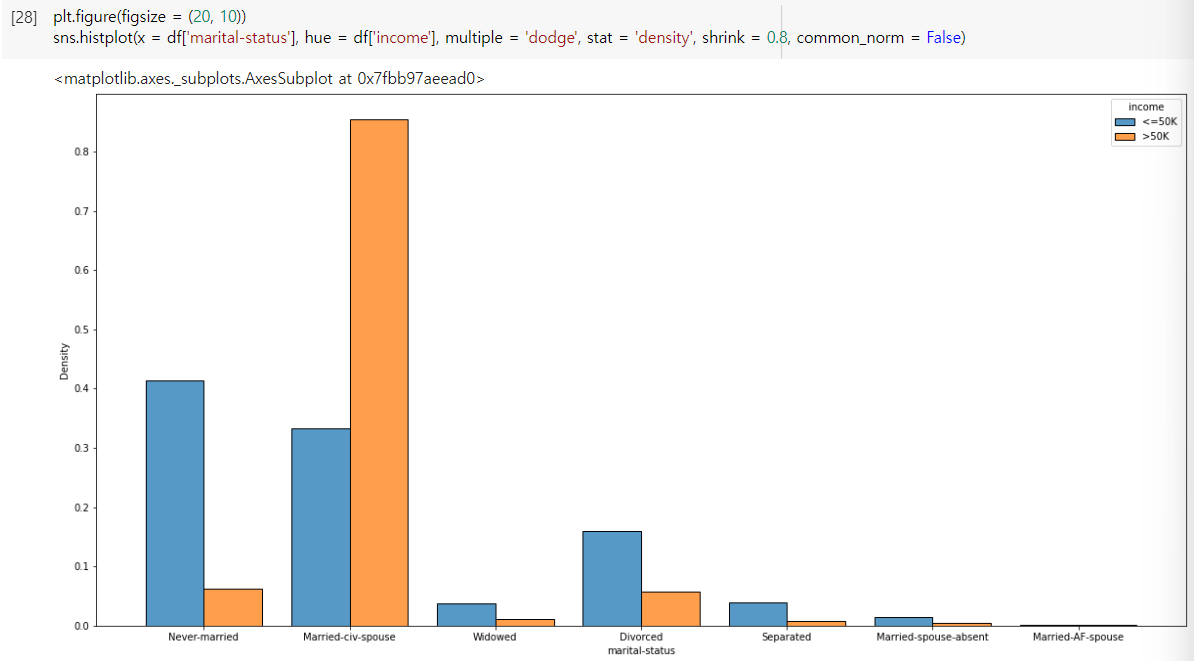 [28] plt.figure(figsize = (20, 10))
sns.histplot(x = df['marital-status'], hue = df['income'], multiple = 'dodge', stat = 'density', shrink = 0.8, common_norm = False)
<matplotlib.axes._subplots.AxesSubplot at 0x7fbb97aeead0>
income
<=50K
>50K
0.8
0.7
0.6
0.5
0.4
0.3
0.2
0.1
0.0
Density
Never-married Married-civ-spouse Widowed Divorced Separated Married-spouse-absent Married-AF-spouse
marital-status